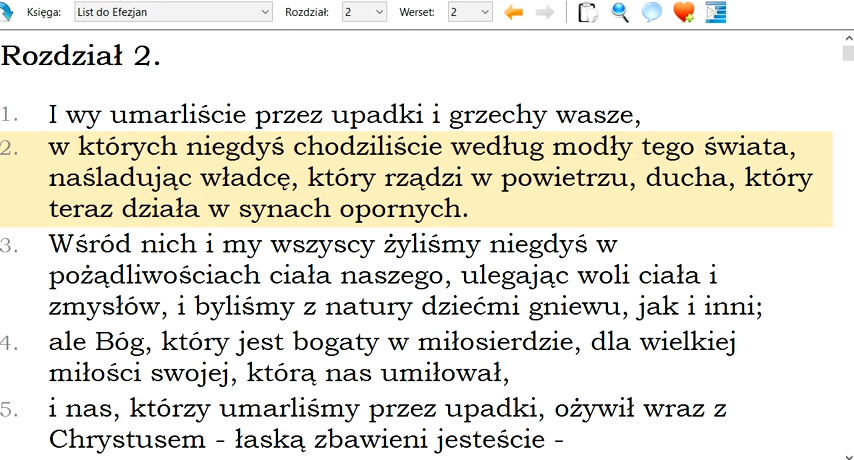 Księga: List do Efezjan Rozdział: 2 Werset: 2
Rozdział 2.
1. I wy umarliście przez upadki i grzechy wasze,
2. w których niegdyś chodziliście według modły tego świata,
naśladując władcę, który rządzi w powietrzu, ducha, który
teraz działa w synach opornych.
3. Wśród nich i my wszyscy żyliśmy niegdyś w
pożądliwościach ciała naszego, ulegając woli ciała i
zmysłów, i byliśmy z natury dziećmi gniewu, jak i inni;
4. ale Bóg, który jest bogaty w miłosierdzie, dla wielkiej
miłości swojej, którą nas umiłował,
5. i nas, którzy umarliśmy przez upadki, ożywił wraz z
Chrystusem - łaską zbawieni jesteście -